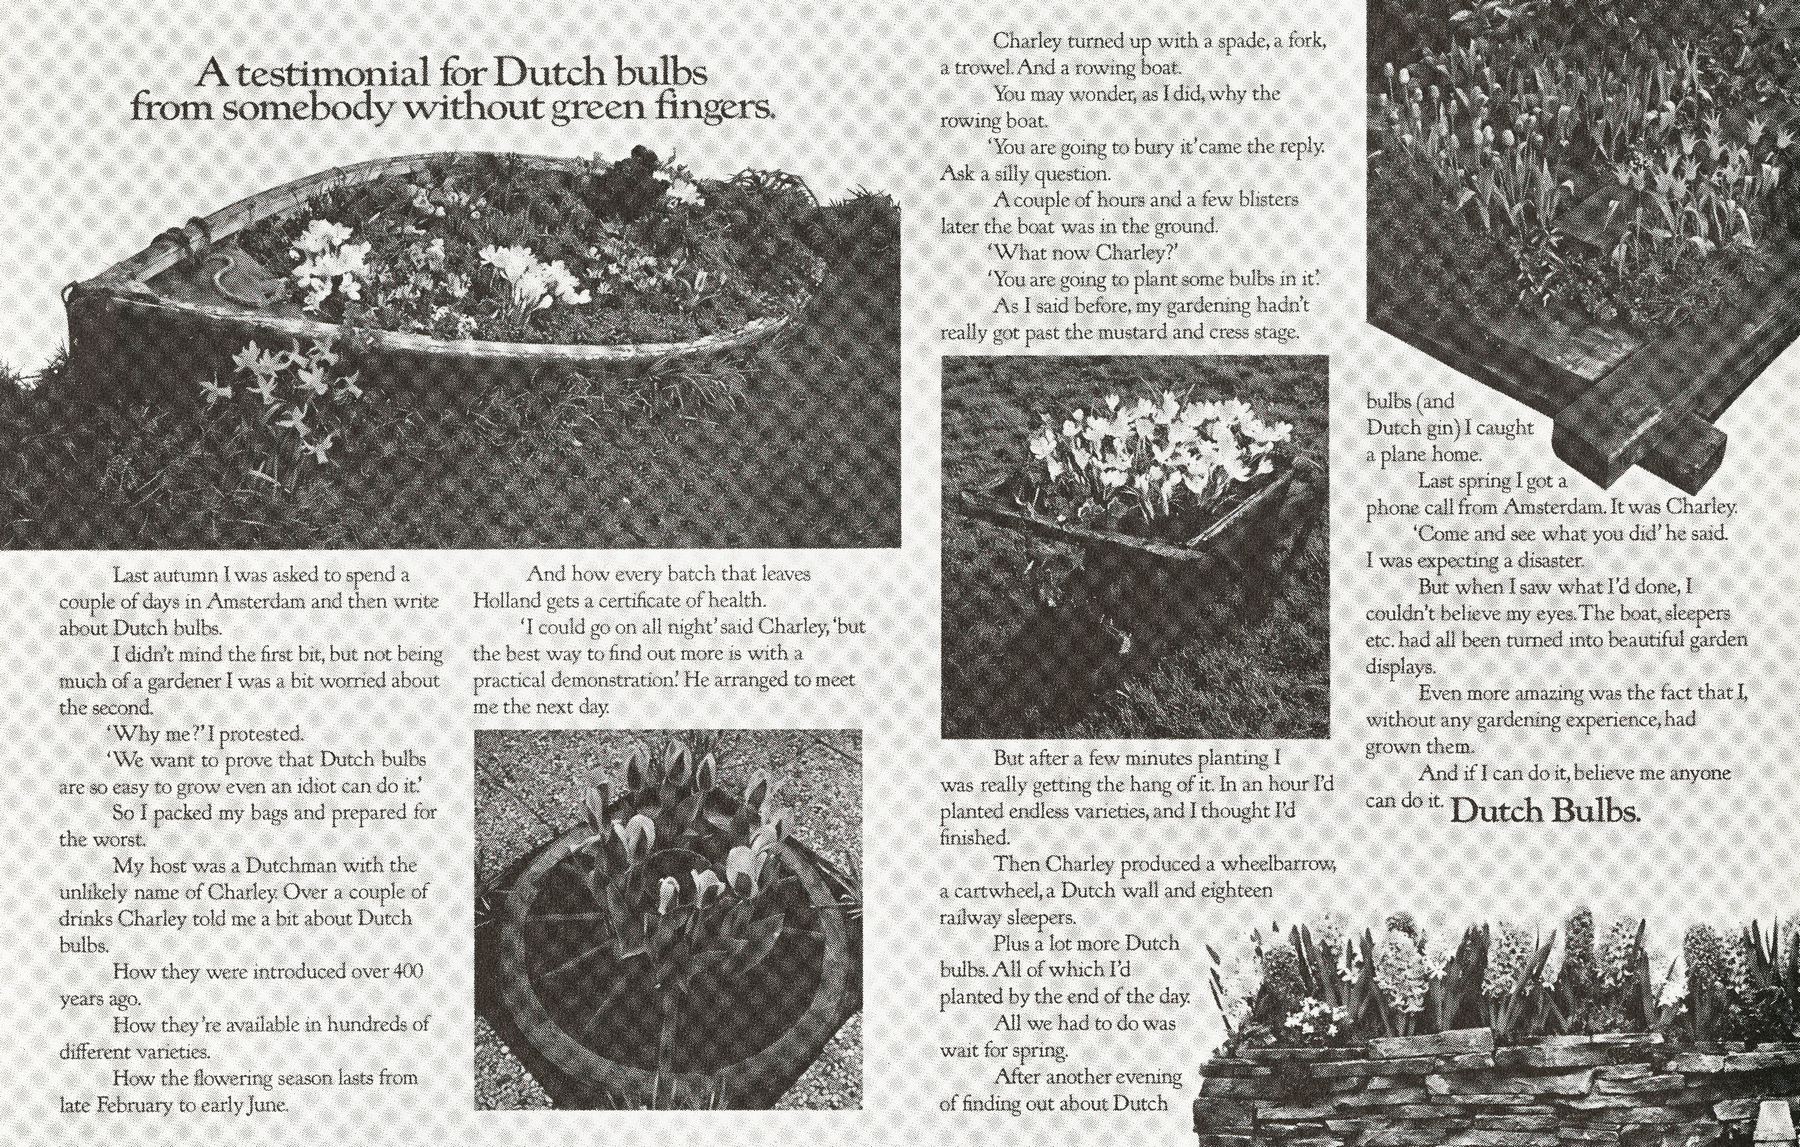 A testimonial for Dutch bulbs
from somebody without green fingers.
Last autumn I was asked to spend a
couple of days in Amsterdam and then write
about Dutch bulbs.
I didn't mind the first bit, but not being
much of a gardener I was a bit worried about
the second.
'Why me?' I protested.
'We want to prove that Dutch bulbs
are so easy to grow even an idiot can do it.'
So I packed my bags and prepared for
the worst.
My host was a Dutchman with the
unlikely name of Charley. Over a couple of
drinks Charley told me a bit about Dutch
bulbs.
How they were introduced over 400
years ago.
How they're available in hundreds of
different varieties.
How the flowering season lasts from
late February to early June.
And how every batch that leaves
Holland gets a certificate of health.
'I could go on all night' said Charley, 'but
the best way to find out more is with a
practical demonstration.' He arranged to meet
me the next day.
Charley turned up with a spade, a fork,
a trowel. And a rowing boat.
You may wonder, as I did, why the
rowing boat.
'You are going to bury it' came the reply.
Ask a silly question.
A couple of hours and a few blisters
later the boat was in the ground.
'What now Charley?'
'You are going to plant some bulbs in it.'
As I said before, my gardening hadn't
really got past the mustard and cress stage.
But after a few minutes planting I
was really getting the hang of it. In an hour I'd
planted endless varieties, and I thought I'd
finished.
Then Charley produced a wheelbarrow,
a cartwheel, a Dutch wall and eighteen
railway sleepers.
Plus a lot more Dutch
bulbs. All of which I'd
planted by the end of the day.
All we had to do was
wait for spring.
After another evening
of finding out about Dutch
bulbs (and
Dutch gin) I caught
a plane home.
Last spring I got a
phone call from Amsterdam. It was Charley.
'Come and see what you did' he said.
I was expecting a disaster.
But when I saw what I'd done, I
couldn't believe my eyes. The boat, sleepers
etc. had all been turned into beautiful garden
displays.
Even more amazing was the fact that I,
without any gardening experience, had
grown them.
And if I can do it, believe me anyone
can do it. Dutch Bulbs.